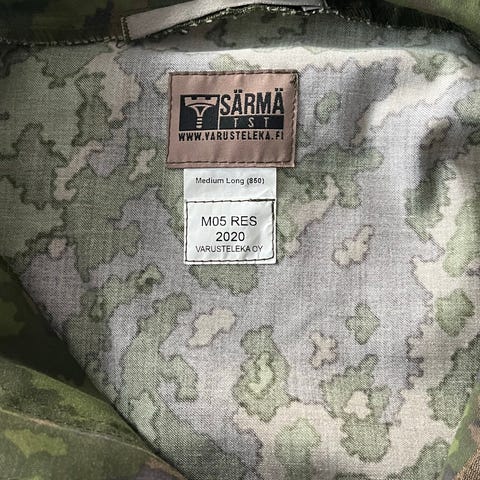 SÄRMÄ
TST
WWW.VARUSTELEKA.FI
Medium Long (850)
M05 RES
2020
VARUSTELEKA OY